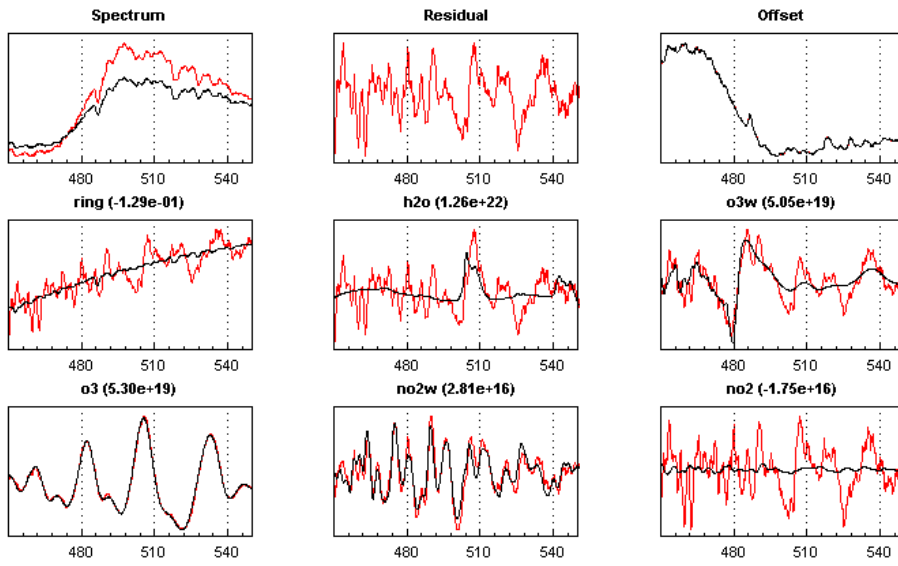 Spectrum Residual Offset
480 510 540 480 510 540 480 510 540
ring (-1.29e-01) h2o (1.26e+22) o3w (5.05e+19)
480 510 540 480 510 540 480 510 540
o3 (5.30e+19) no2w (2.81e+16) no2 (-1.75e+16)
480 510 540 480 510 540 480 510 540